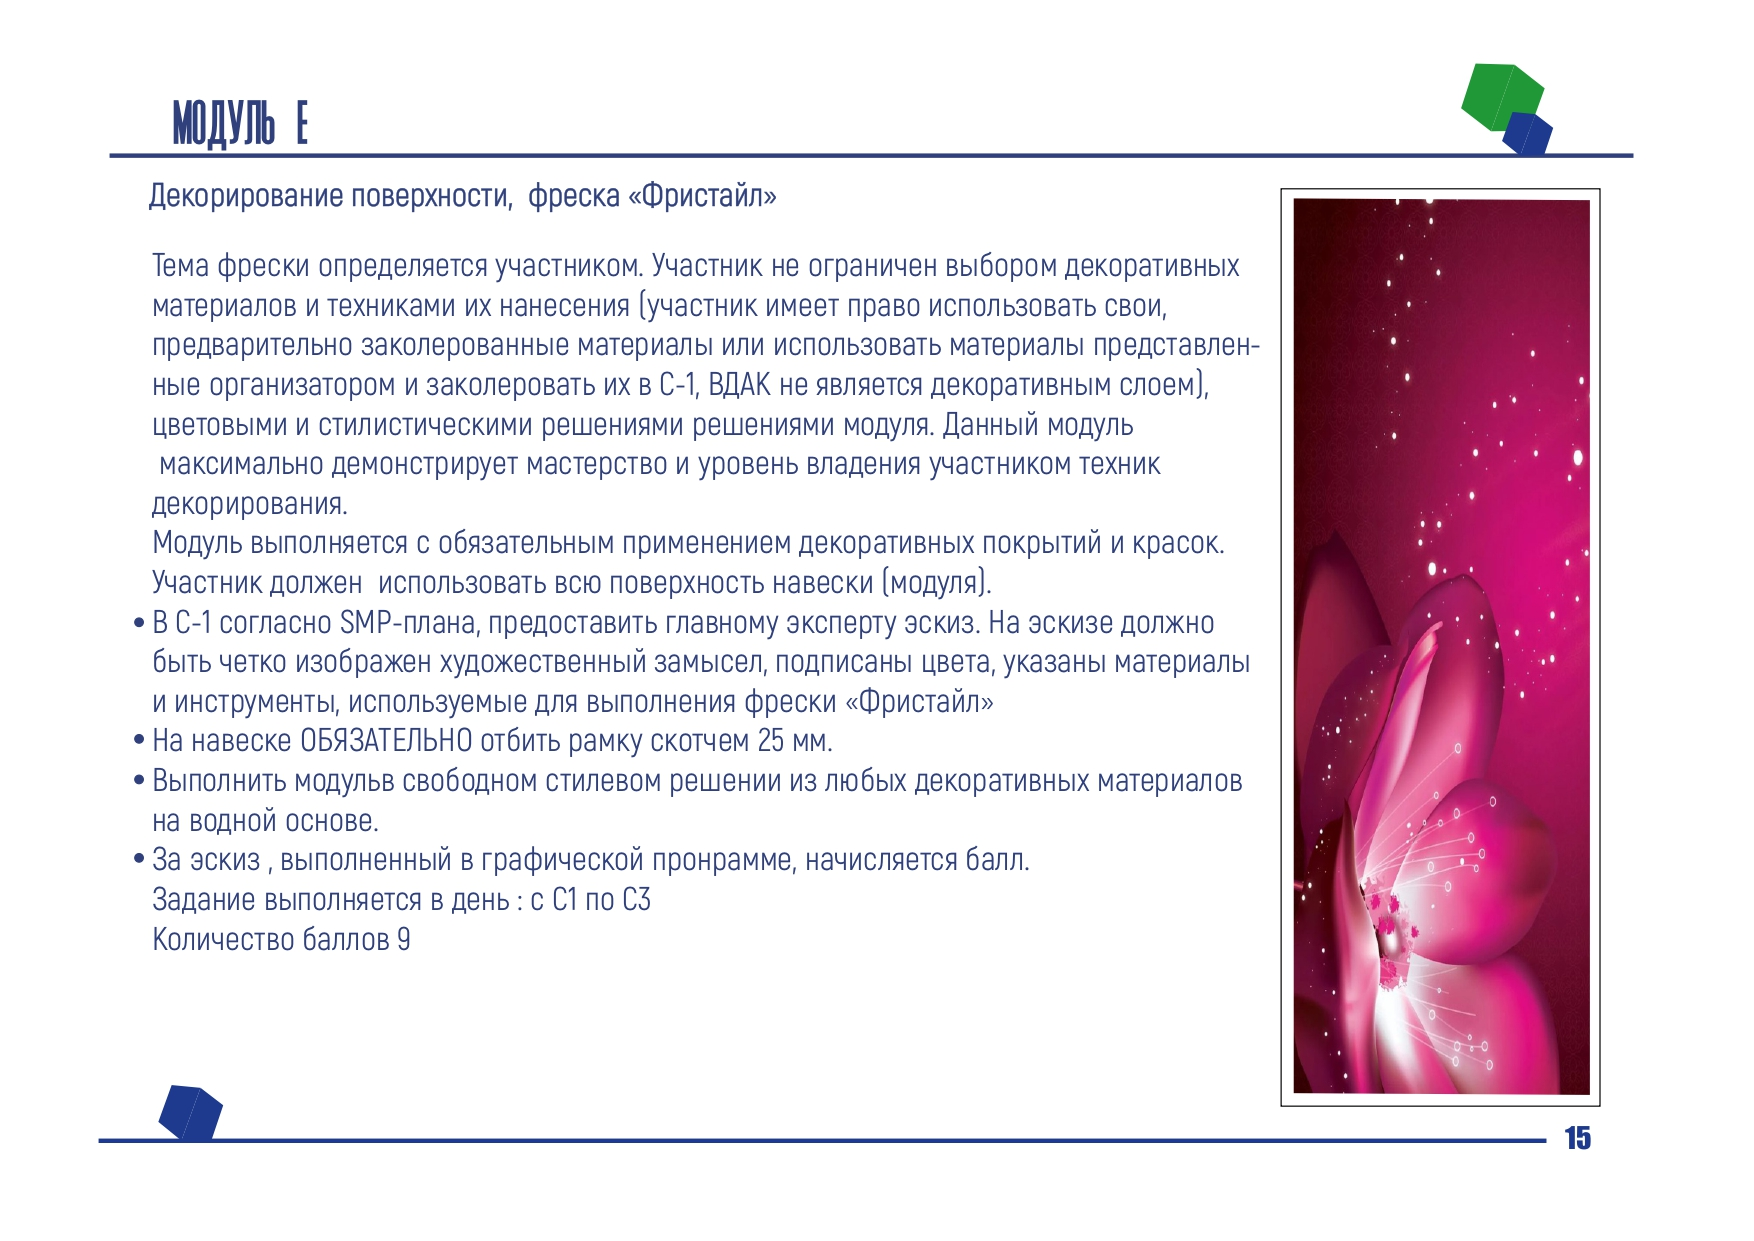 МОДУЛЬ Е
Декорирование поверхности, фреска «Фристайл»
Тема фрески определяется участником. Участник не ограничен выбором декоративных
материалов и техниками их нанесения (участник имеет право использовать свои,
предварительно заколерованные материалы или использовать материалы представлен-
ные организатором и заколеровать их в С-1, ВДАК не является декоративным слоем),
цветовыми и стилистическими решениями решениями модуля. Данный модуль
максимально демонстрирует мастерство и уровень владения участником техник
декорирования.
Модуль выполняется с обязательным применением декоративных покрытий и красок.
Участник должен использовать всю поверхность навески (модуля).
• В С-1 согласно SMP-плана, предоставить главному эксперту эскиз. На эскизе должно
быть четко изображен художественный замысел, подписаны цвета, указаны материалы
и инструменты, используемые для выполнения фрески «Фристайл»
• На навеске ОБЯЗАТЕЛЬНО отбить рамку скотчем 25 мм.
• Выполнить модульв свободном стилевом решении из любых декоративных материалов
на водной основе.
• За эскиз , выполненный в графической пронрамме, начисляется балл.
Задание выполняется в день : с С1 по С3
Количество баллов 9
15